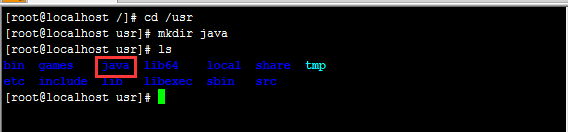 [root@localhost /]# cd /usr
[root@localhost usr]# mkdir java
[root@localhost usr]# ls
bin games java lib64 local share tmp
etc include lib libexec sbin src
[root@localhost usr]#